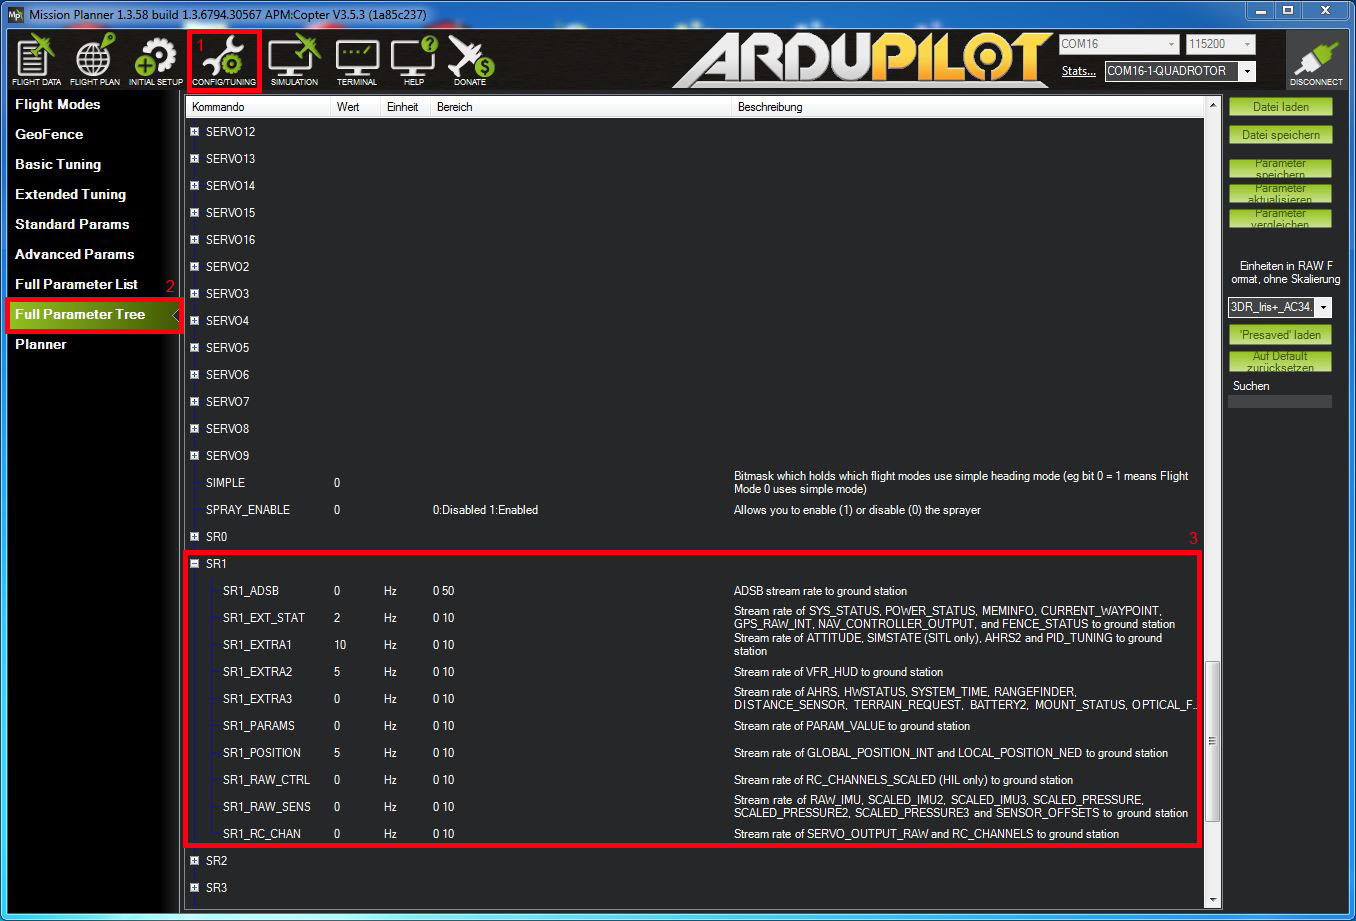 Mission Planner 1.3.58 build 1.3.6794.30567 APM:Copter V3.5.3 (1a85c237)
1
FLIGHT DATA
FLIGHT PLAN
INITIAL SETUP
CONFIG/TUNING
SIMULATION
TERMINAL
HELP
DONATE
ARDUPILOT
COM16
115200
Stats...
COM16-1-QUADROTOR
DISCONNECT
Flight Modes
GeoFence
Basic Tuning
Extended Tuning
Standard Params
Advanced Params
Full Parameter List
2
Full Parameter Tree
Planner
Kommando Wert Einheit Bereich Beschreibung
SERVO12
SERVO13
SERVO14
SERVO15
SERVO16
SERVO2
SERVO3
SERVO4
SERVO5
SERVO6
SERVO7
SERVO8
SERVO9
SIMPLE 0 Bitmask which holds which flight modes use simple heading mode (eg bit 0 = 1 means Flight
Mode 0 uses simple mode)
SPRAY_ENABLE 0 0:Disabled 1:Enabled Allows you to enable (1) or disable (0) the sprayer
SR0
3
SR1
SR1_ADSB 0 Hz 0 50 ADSB stream rate to ground station
SR1_EXT_STAT 2 Hz 0 10 Stream rate of SYS_STATUS, POWER_STATUS, MEMINFO, CURRENT_WAYPOINT,
GPS_RAW_INT, NAV_CONTROLLER_OUTPUT, and FENCE_STATUS to ground station
SR1_EXTRA1 10 Hz 0 10 Stream rate of ATTITUDE, SIMSTATE (SITL only), AHRS2 and PID_TUNING to ground
station
SR1_EXTRA2 5 Hz 0 10 Stream rate of VFR_HUD to ground station
SR1_EXTRA3 0 Hz 0 10 Stream rate of AHRS, HWSTATUS, SYSTEM_TIME, RANGEFINDER,
DISTANCE_SENSOR, TERRAIN_REQUEST, BATTERY2, MOUNT_STATUS, OPTICAL_F...
SR1_PARAMS 0 Hz 0 10 Stream rate of PARAM_VALUE to ground station
SR1_POSITION 5 Hz 0 10 Stream rate of GLOBAL_POSITION_INT and LOCAL_POSITION_NED to ground station
SR1_RAW_CTRL 0 Hz 0 10 Stream rate of RC_CHANNELS_SCALED (HIL only) to ground station
SR1_RAW_SENS 0 Hz 0 10 Stream rate of RAW_IMU, SCALED_IMU2, SCALED_IMU3, SCALED_PRESSURE,
SCALED_PRESSURE2, SCALED_PRESSURE3 and SENSOR_OFFSETS to ground station
SR1_RC_CHAN 0 Hz 0 10 Stream rate of SERVO_OUTPUT_RAW and RC_CHANNELS to ground station
SR2
SR3
Datei laden
Datei speichern
Parameter
speichern
Parameter
aktualisieren
Parameter
vergleichen
Einheiten in RAW F
ormat, ohne Skalierung
3DR_Iris+_AC34.
'Presaved' laden
Auf Default
zurücksetzen
Suchen